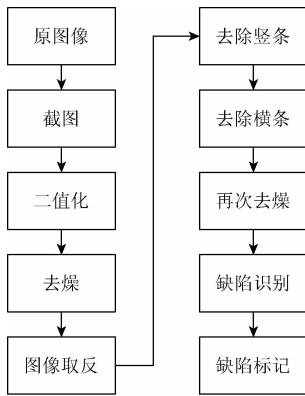 原图像
截图
二值化
去燥
图像取反
去除竖条
去除横条
再次去燥
缺陷识别
缺陷标记